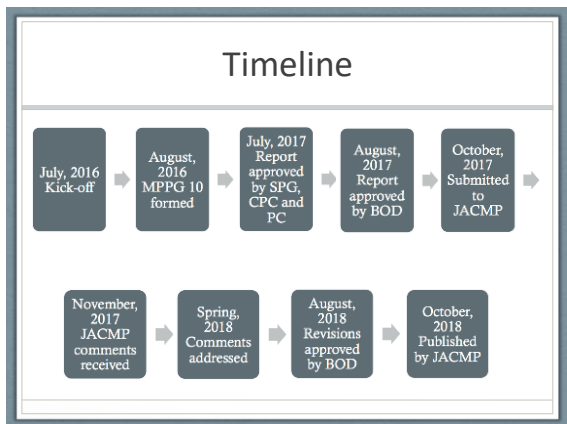 Timeline
July, 2016
Kick-off
August,
2016
MPPG 10
formed
July, 2017
Report
approved
by SPG,
CPC and
PC
August,
2017
Report
approved
by BOD
October,
2017
Submitted
to
JACMP
November,
2017
JACMP
comments
received
Spring,
2018
Comments
addressed
August,
2018
Revisions
approved
by BOD
October,
2018
Published
by JACMP